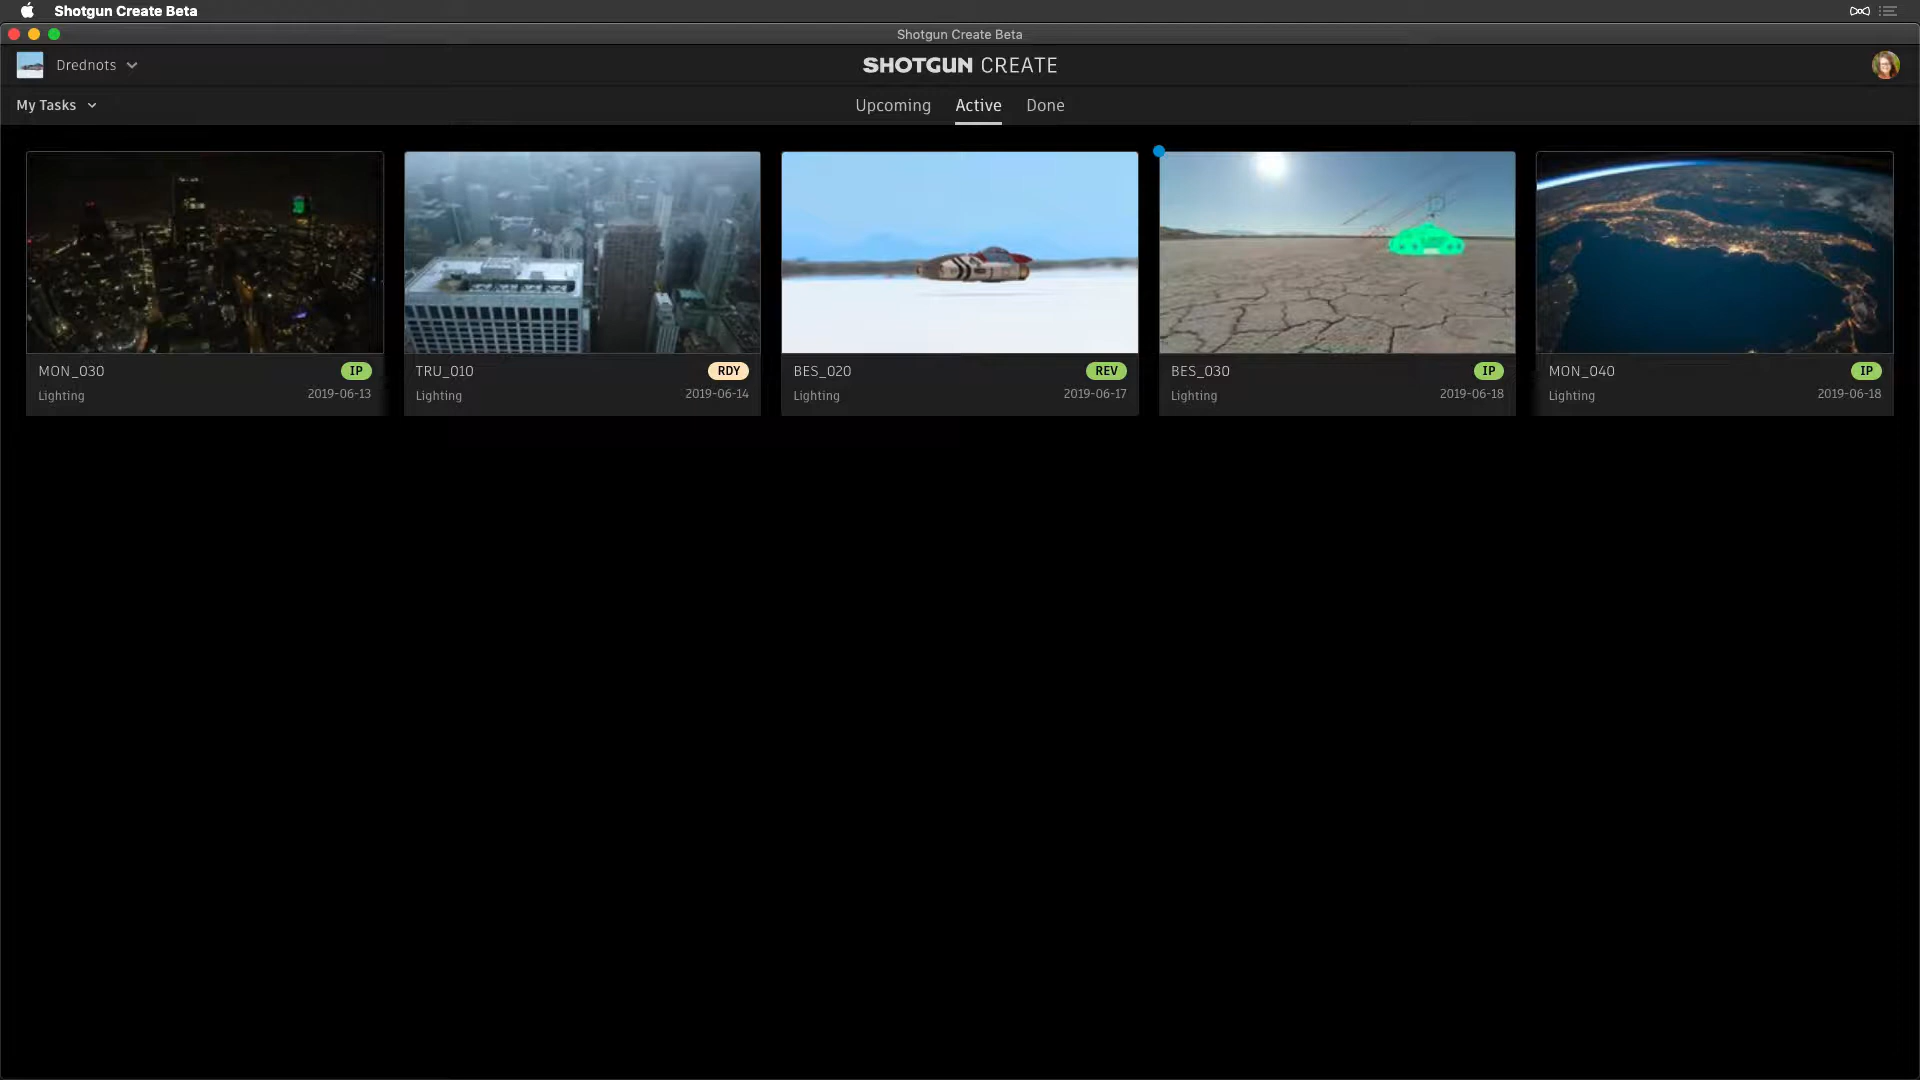 Shotgun Create Beta
Shotgun Create Beta
Drednots
SHOTGUN CREATE
My Tasks
Upcoming Active Done
MON_030 IP
Lighting 2019-06-13
TRU_010 RDY
Lighting 2019-06-14
BES_020 REV
Lighting 2019-06-17
BES_030 IP
Lighting 2019-06-18
MON_040 IP
Lighting 2019-06-18